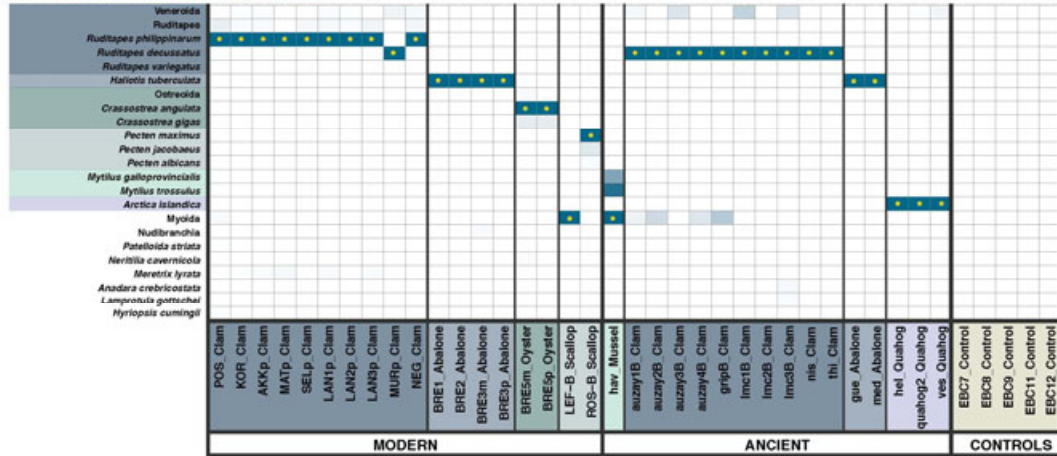 Veneroida
Ruditapes
Ruditapes philippinarum
Ruditapes decussatus
Ruditapes variegatus
Haliotis tuberculata
Ostreoida
Crassostrea angulata
Crassostrea gigas
Pecten maximus
Pecten jacobaeus
Pecten albicans
Mytilus galloprovincialis
Mytilus trossulus
Arctica islandica
Myoida
Nudibranchia
Patelloida striata
Neritilia cavernicola
Meretrix lyrata
Anadara crebricostata
Lamprotula gottschei
Hyriopsis cumingii
POS_Clam
KOR_Clam
AKKp_Clam
MATp_Clam
SELp_Clam
LAN1p_Clam
LAN2p_Clam
LAN3p_Clam
MURp_Clam
NEG_Clam
BRE1_Abalone
BRE2_Abalone
BRE3m_Abalone
BRE3p_Abalone
BRE5m_Oyster
BRE5p_Oyster
LEF-B_Scallop
ROS-B_Scallop
hav_Mussel
auzay1B_Clam
auzay2B_Clam
auzay3B_Clam
auzay4B_Clam
gripB_Clam
lmc1B_Clam
lmc2B_Clam
lmc3B_Clam
nis_Clam
thi_Clam
gue_Abalone
med_Abalone
hel_Quahog
quahog2_Quahog
ves_Quahog
EBC7_Control
EBC8_Control
EBC9_Control
EBC11_Control
EBC12_Control
MODERN
ANCIENT
CONTROLS